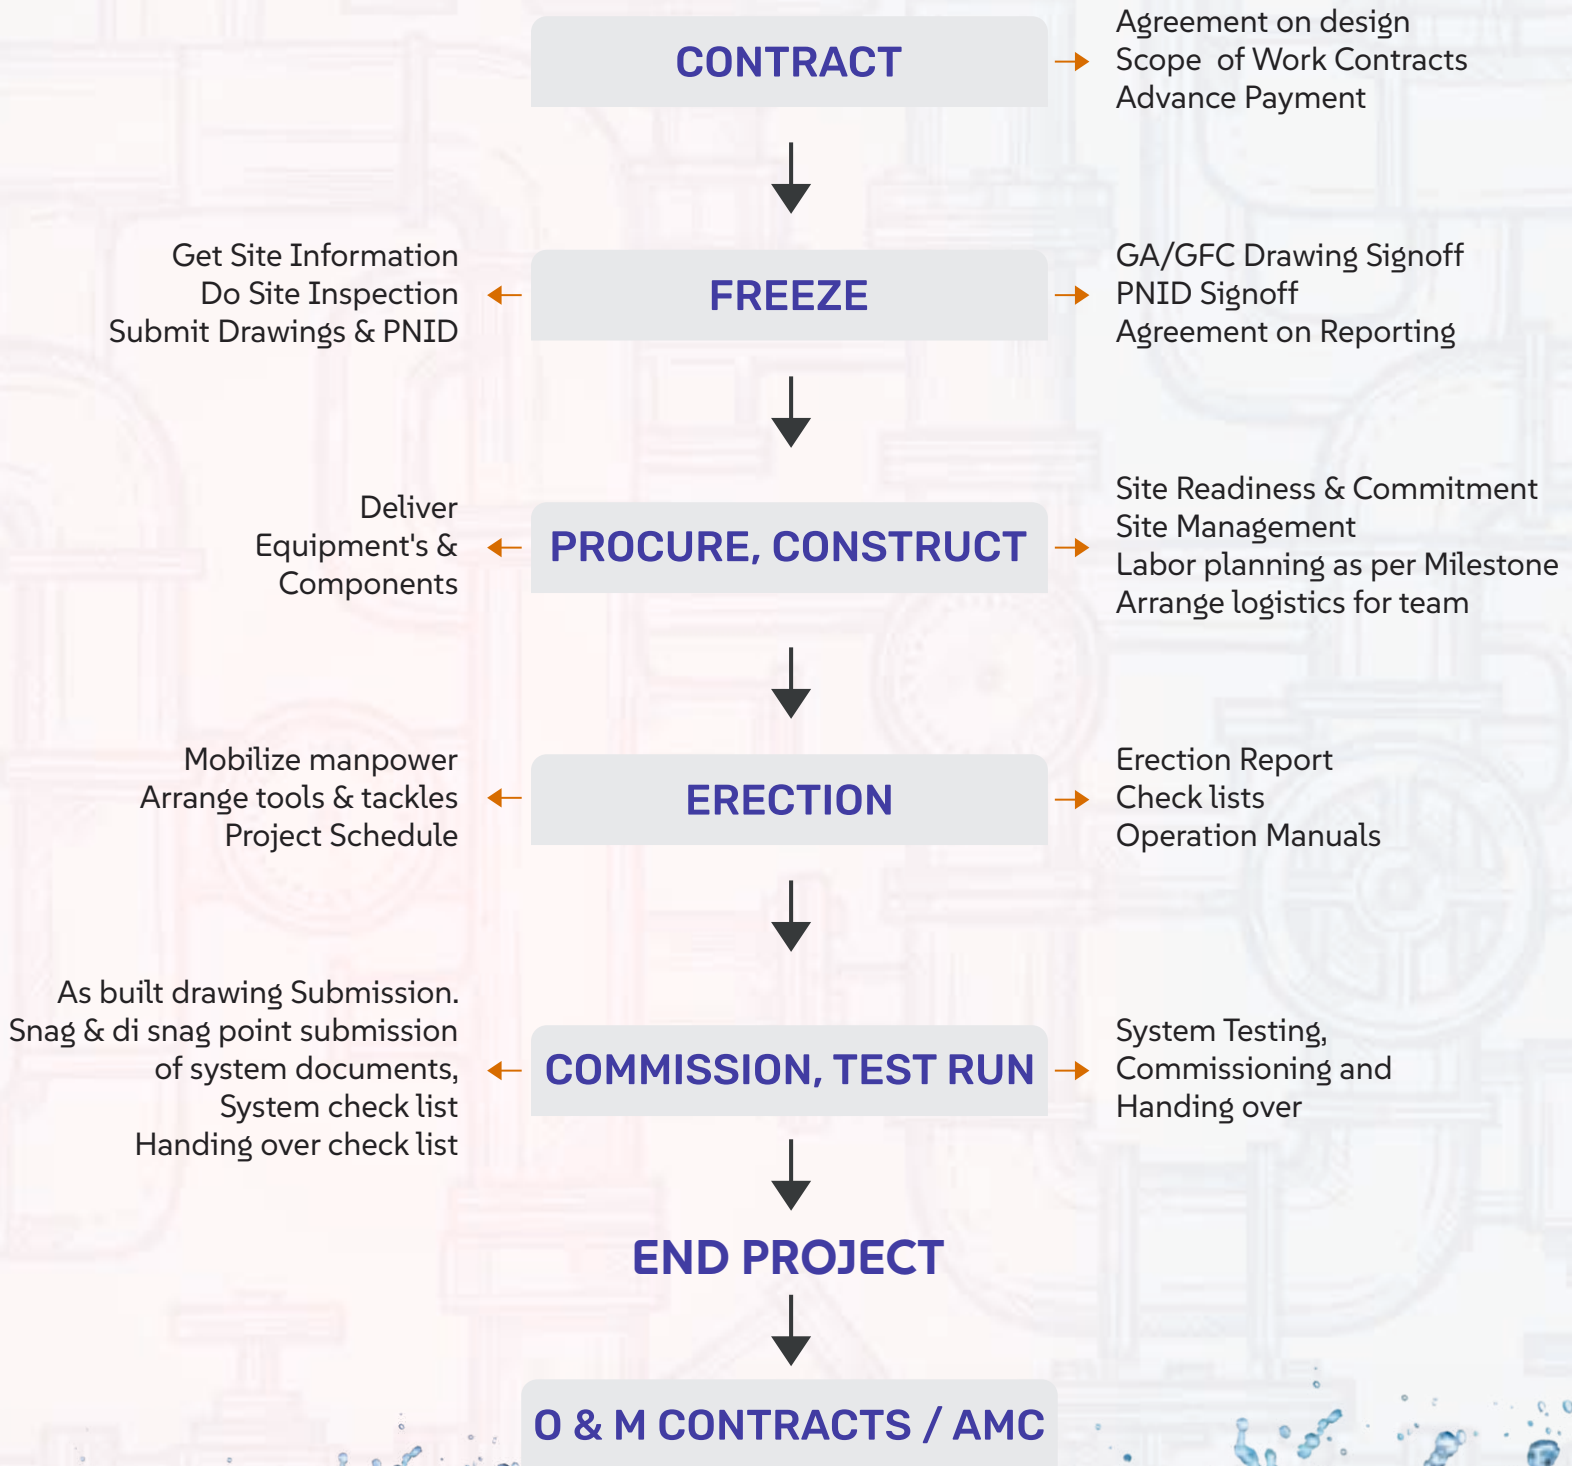 CONTRACT
Agreement on design
Scope of Work Contracts
Advance Payment
Get Site Information
Do Site Inspection
Submit Drawings & PNID
FREEZE
GA/GFC Drawing Signoff
PNID Signoff
Agreement on Reporting
Deliver
Equipment's &
Components
PROCURE, CONSTRUCT
Site Readiness & Commitment
Site Management
Labor planning as per Milestone
Arrange logistics for team
Mobilize manpower
Arrange tools & tackles
Project Schedule
ERECTION
Erection Report
Check lists
Operation Manuals
As built drawing Submission.
Snag & di snag point submission
of system documents,
System check list
Handing over check list
COMMISSION, TEST RUN
System Testing,
Commissioning and
Handing over
END PROJECT
O & M CONTRACTS / AMC